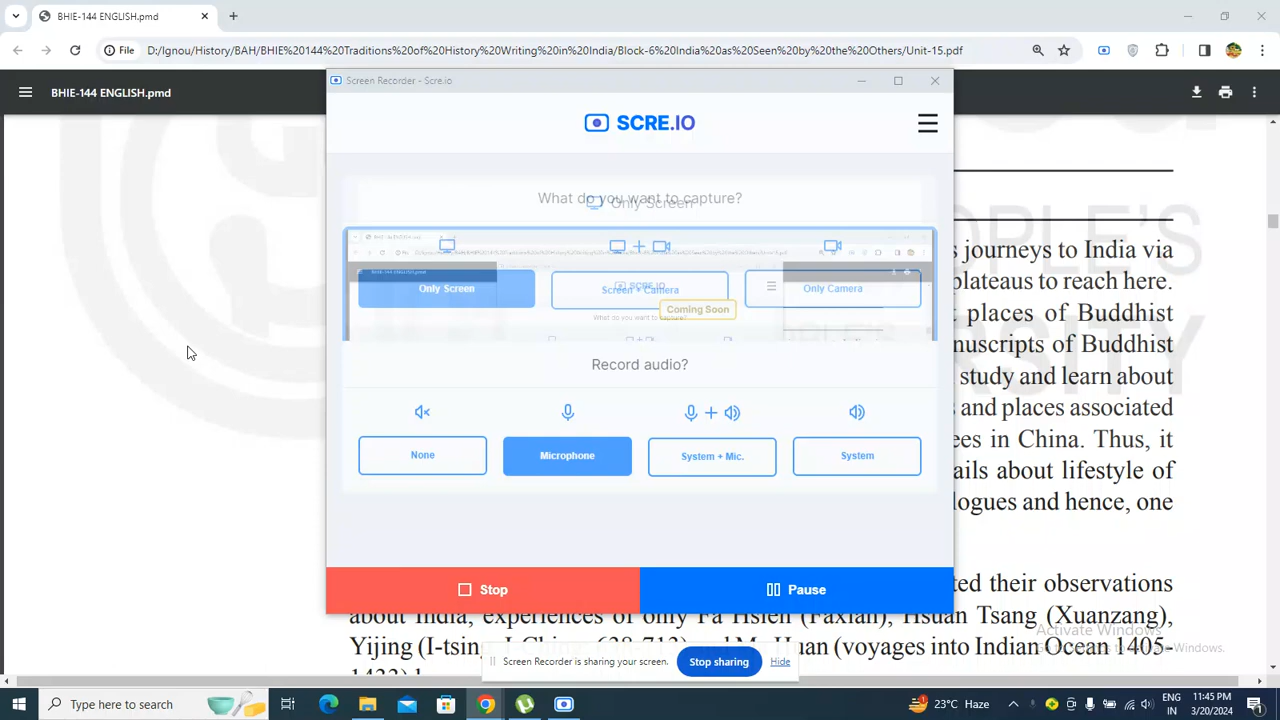 BHIE-144 ENGLISH.pmd
File
D:/Ignou/History/BAH/BHIE%20144%20Traditions%20of%20History%20Writing%20in%20India/Block-6%20India%20as%20Seen%20by%20the%20Others/Unit-15.pdf
BHIE-144 ENGLISH.pmd
Screen Recorder - Scre.io
SCRE.IO
What do you want to capture?
Only Screen
Only Screen
Screen + Camera
Only Camera
Coming Soon
Record audio?
None
Microphone
System + Mic.
System
Stop
Pause
PEOPLE'S
UNIVERSITY
s journeys to India via
plateaus to reach here.
t places of Buddhist
nuscripts of Buddhist
study and learn about
s and places associated
ees in China. Thus, it
ails about lifestyle of
logues and hence, one
ted their observations
about India, experiences of only Fa Hsien (Faxian), Hsuan Tsang (Xuanzang),
Yijing (I-tsin
an (voyages into Indian Ocean 1405-
Activate Windows
Screen Recorder is sharing your screen.
Stop sharing
Hide
Type here to search
23°C Haze
ENG
IN
11:45 PM
3/20/2024